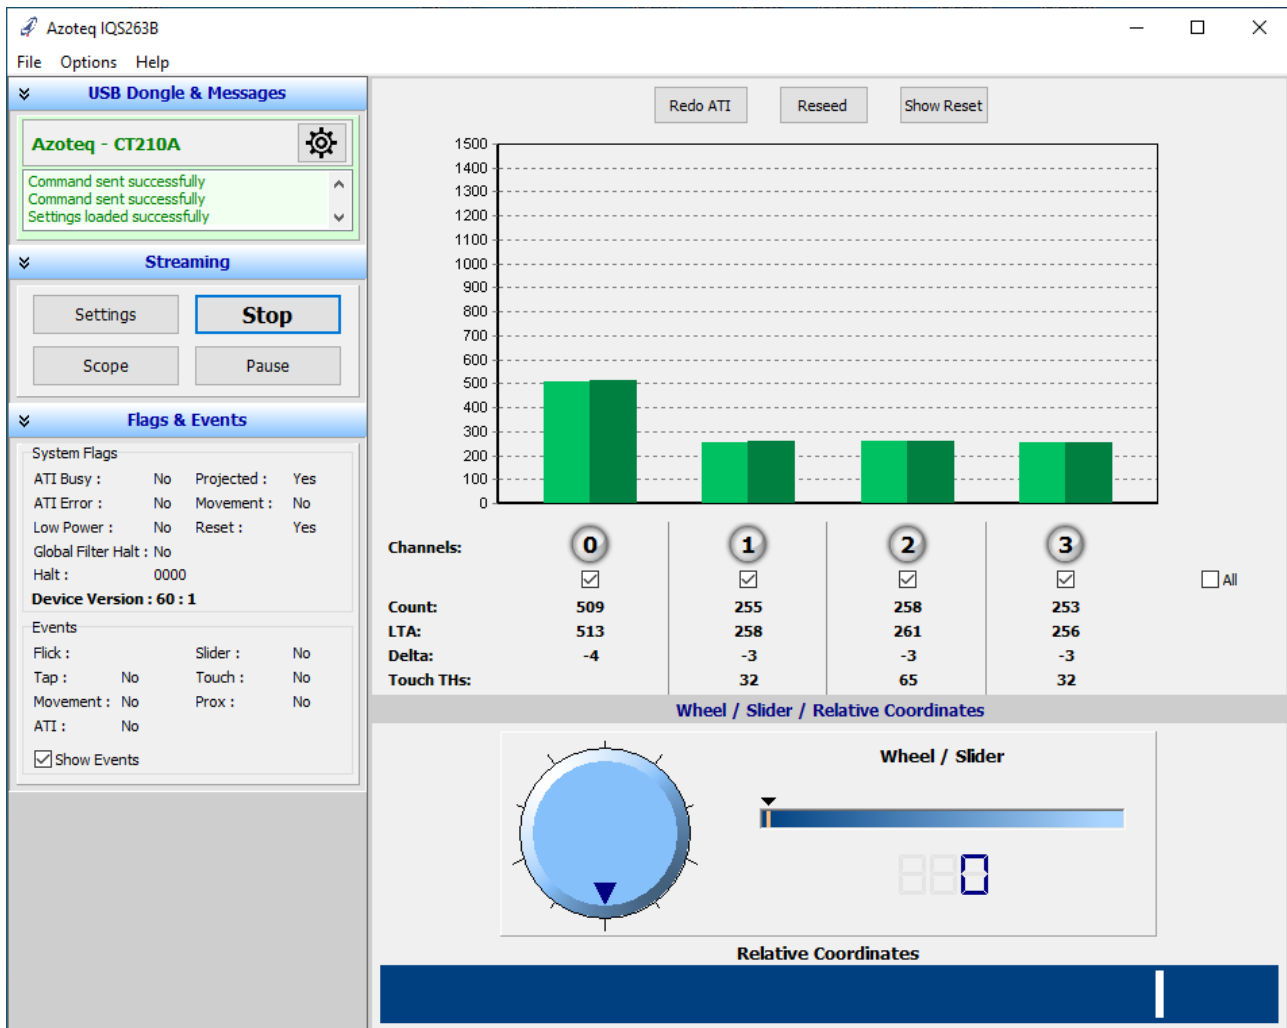 Azoteq IQS263B
File Options Help
USB Dongle & Messages
Azoteq - CT210A
Command sent successfully
Command sent successfully
Settings loaded successfully
Streaming
Settings Stop
Scope Pause
Flags & Events
System Flags
ATI Busy : No Projected : Yes
ATI Error : No Movement : No
Low Power : No Reset : Yes
Global Filter Halt : No
Halt : 0000
Device Version : 60 : 1
Events
Flick : Slider : No
Tap : No Touch : No
Movement : No Prox : No
ATI : No
Show Events
Redo ATI Reseed Show Reset
1500
1400
1300
1200
1100
1000
900
800
700
600
500
400
300
200
100
0
Channels: 0 1 2 3
All
Count: 509 255 258 253
LTA: 513 258 261 256
Delta: -4 -3 -3 -3
Touch THs: 32 65 32
Wheel / Slider / Relative Coordinates
Wheel / Slider
0
Relative Coordinates